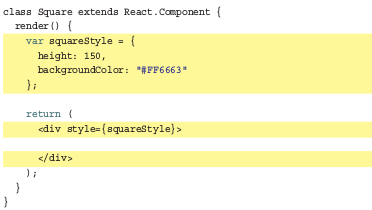 class Square extends React.Component {
  render() {
    var squareStyle = {
      height: 150,
      backgroundColor: "#FF6663"
    };

    return (
      <div style={squareStyle}>

      </div>
    );
  }
}